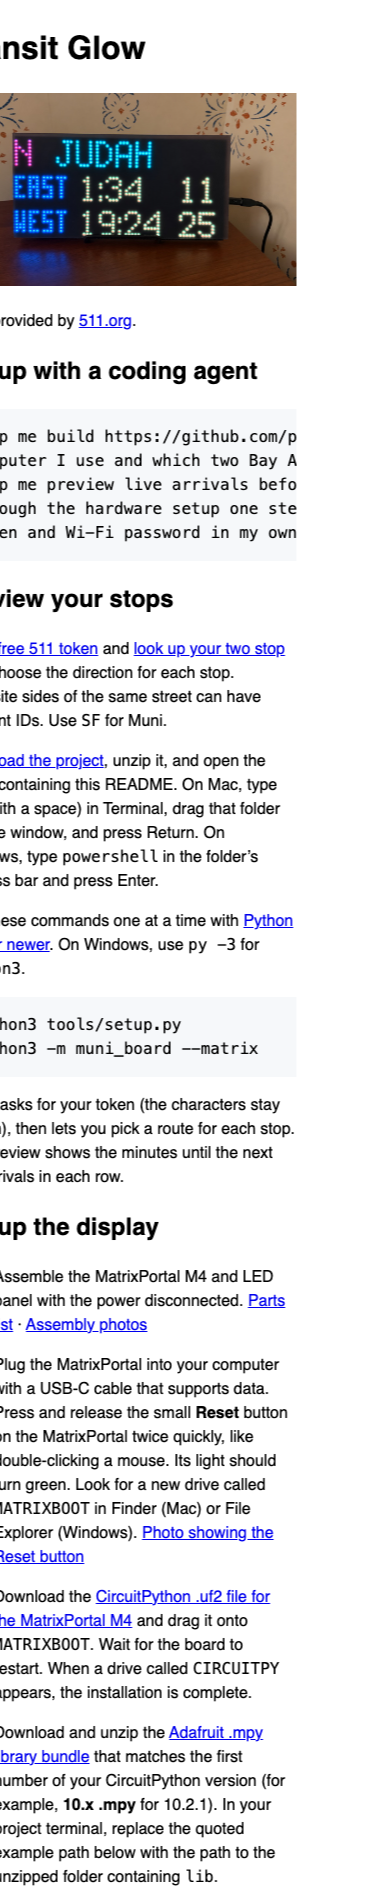 nsit Glow
N JUDAH
EAST 1:34 11
WEST 19:24 25
rovided by 511.org.
up with a coding agent
p me build https://github.com/p
puter I use and which two Bay A
p me preview live arrivals befo
ough the hardware setup one ste
en and Wi-Fi password in my own
view your stops
free 511 token and look up your two stop
hoose the direction for each stop.
ite sides of the same street can have
nt IDs. Use SF for Muni.
oad the project, unzip it, and open the
containing this README. On Mac, type
ith a space) in Terminal, drag that folder
e window, and press Return. On
ws, type powershell in the folder’s
ss bar and press Enter.
ese commands one at a time with Python
r newer. On Windows, use py -3 for
on3.
hon3 tools/setup.py
hon3 -m muni_board --matrix
asks for your token (the characters stay
), then lets you pick a route for each stop.
eview shows the minutes until the next
rivals in each row.
up the display
Assemble the MatrixPortal M4 and LED
panel with the power disconnected. Parts
st · Assembly photos
Plug the MatrixPortal into your computer
with a USB-C cable that supports data.
Press and release the small Reset button
on the MatrixPortal twice quickly, like
double-clicking a mouse. Its light should
urn green. Look for a new drive called
MATRIXBOOT in Finder (Mac) or File
Explorer (Windows). Photo showing the
Reset button
Download the CircuitPython .uf2 file for
he MatrixPortal M4 and drag it onto
MATRIXBOOT. Wait for the board to
estart. When a drive called CIRCUITPY
appears, the installation is complete.
Download and unzip the Adafruit .mpy
ibrary bundle that matches the first
number of your CircuitPython version (for
example, 10.x .mpy for 10.2.1). In your
project terminal, replace the quoted
example path below with the path to the
unzipped folder containing lib.